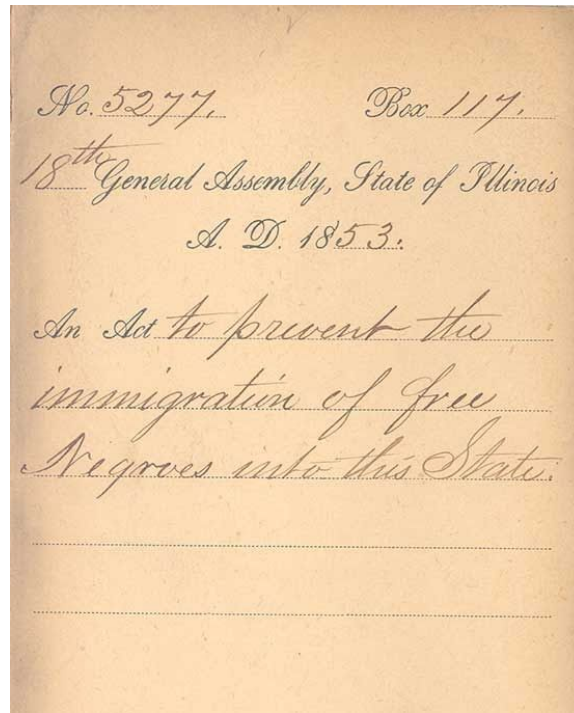 No. 5277. Box 117.
18th General Assembly, State of Illinois
A. D. 1853.
An Act to prevent the
immigration of free
Negroes into this State.